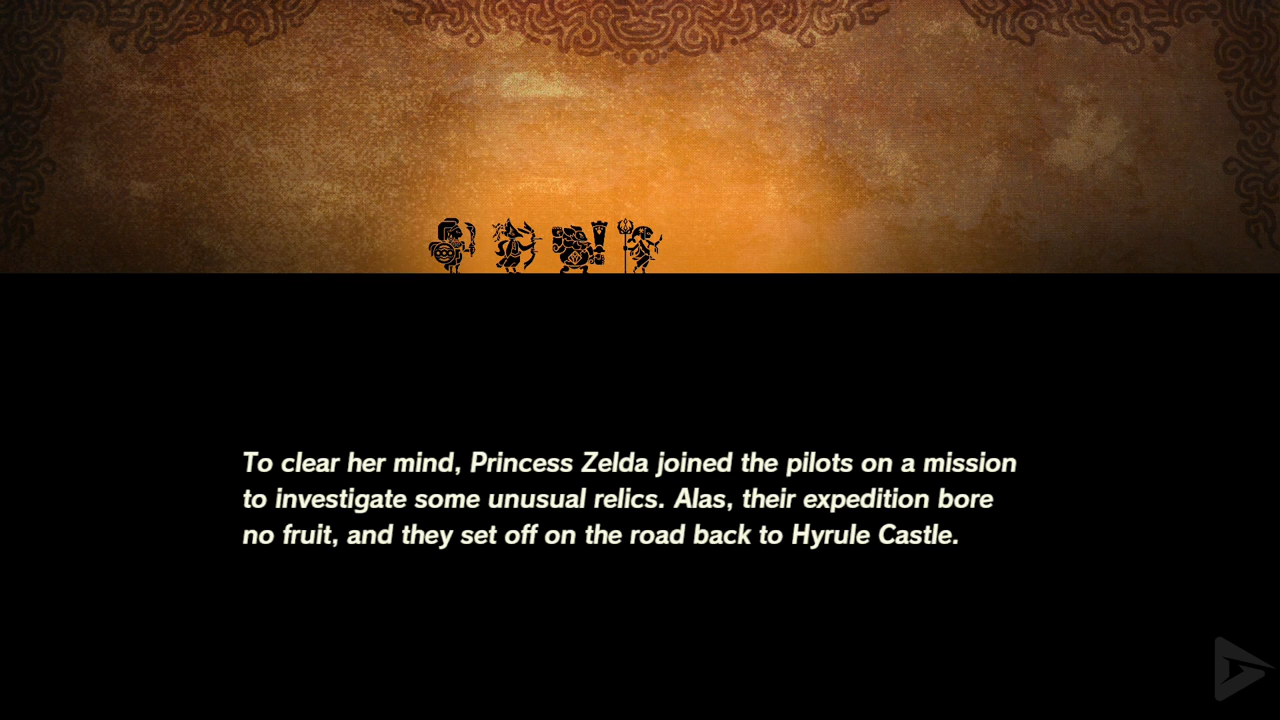 To clear her mind, Princess Zelda joined the pilots on a mission
to investigate some unusual relics. Alas, their expedition bore
no fruit, and they set off on the road back to Hyrule Castle.